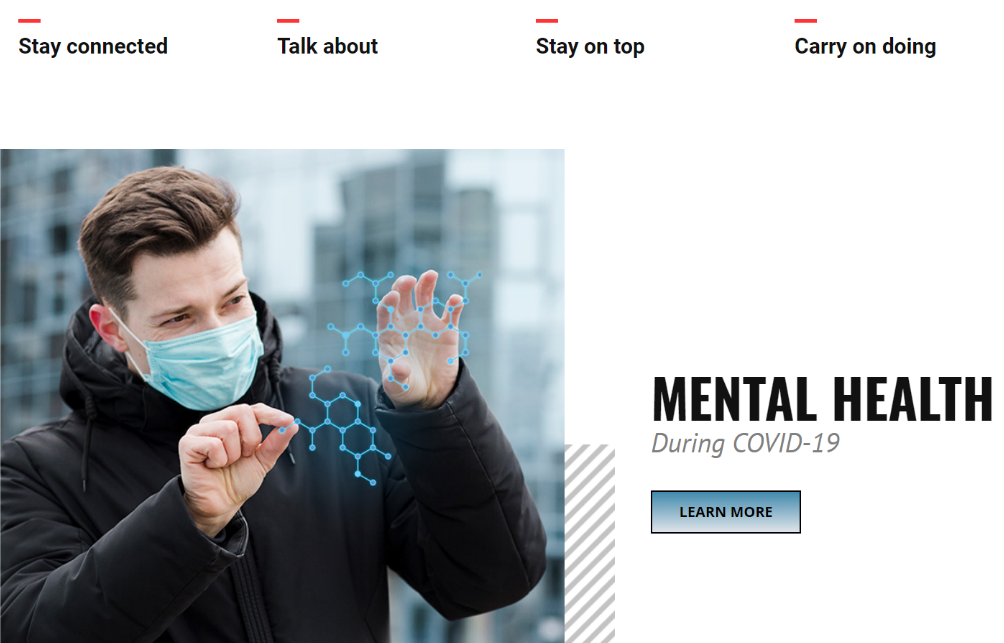 Stay connected
Talk about
Stay on top
Carry on doing
MENTAL HEALTH
During COVID-19
LEARN MORE